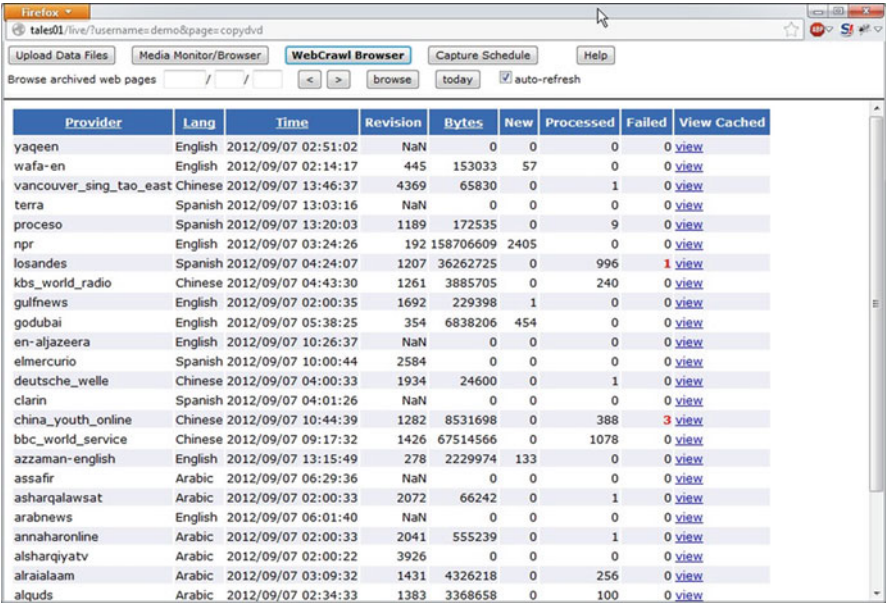 Firefox
tales01/live/?username=demo&page=copydvd
Upload Data Files Media Monitor/Browser WebCrawl Browser Capture Schedule Help
Browse archived web pages / / < > browse today auto-refresh
Provider Lang Time Revision Bytes New Processed Failed View Cached
yaqeen English 2012/09/07 02:51:02 NaN 0 0 0 0 view
wafa-en English 2012/09/07 02:14:17 445 153033 57 0 0 view
vancouver_sing_tao_east Chinese 2012/09/07 13:46:37 4369 65830 0 1 0 view
terra Spanish 2012/09/07 13:03:16 NaN 0 0 0 0 view
proceso Spanish 2012/09/07 13:20:03 1189 172535 0 9 0 view
npr English 2012/09/07 03:24:26 192 158706609 2405 0 0 view
losandes Spanish 2012/09/07 04:24:07 1207 36262725 0 996 1 view
kbs_world_radio Chinese 2012/09/07 04:43:30 1261 3885705 0 240 0 view
gulfnews English 2012/09/07 02:00:35 1692 229398 1 0 0 view
godubai English 2012/09/07 05:38:25 354 6838206 454 0 0 view
en-aljazeera English 2012/09/07 10:26:37 NaN 0 0 0 0 view
elmercurio Spanish 2012/09/07 10:00:44 2584 0 0 0 0 view
deutsche_welle Chinese 2012/09/07 04:00:33 1934 24600 0 1 0 view
clarin Spanish 2012/09/07 04:01:26 NaN 0 0 0 0 view
china_youth_online Chinese 2012/09/07 10:44:39 1282 8531698 0 388 3 view
bbc_world_service Chinese 2012/09/07 09:17:32 1426 67514566 0 1078 0 view
azzaman-english English 2012/09/07 13:15:49 278 2229974 133 0 0 view
assafir Arabic 2012/09/07 06:29:36 NaN 0 0 0 0 view
asharqalawsat Arabic 2012/09/07 02:00:33 2072 66242 0 1 0 view
arabnews English 2012/09/07 06:01:40 NaN 0 0 0 0 view
annaharonline Arabic 2012/09/07 02:00:33 2041 555239 0 1 0 view
alsharqiyatv Arabic 2012/09/07 02:00:22 3926 0 0 0 0 view
alraialaam Arabic 2012/09/07 03:09:32 1431 4326218 0 256 0 view
alquds Arabic 2012/09/07 02:34:33 1383 3368658 0 100 0 view